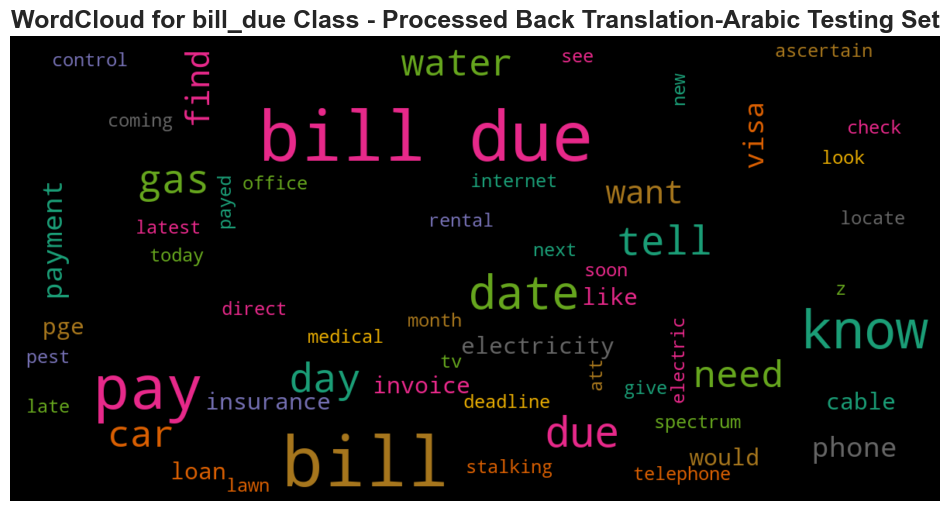 WordCloud for bill_due Class - Processed Back Translation-Arabic Testing Set
control
find
water
see
ascertain
new
coming
bill due
visa
check
look
gas
payed
office
internet
want
payment
latest
rental
locate
today
next
tell
soon
direct
date
like
z
pge
medical
month
electricity
know
pest
tv
electric
pay
day
invoice
att
give
need
late
insurance
deadline
cable
car
bill
due
spectrum
phone
loan
lawn
stalking
would
telephone